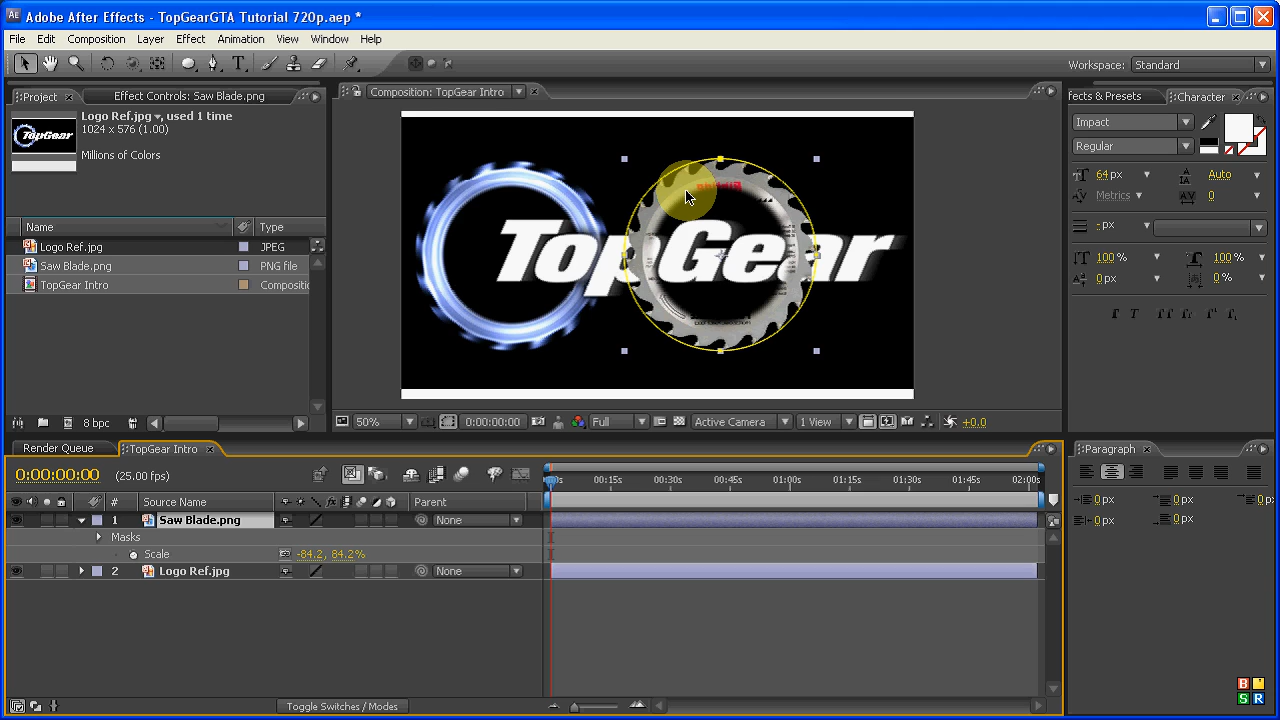 Adobe After Effects - TopGearGTA Tutorial 720p.aep *
File Edit Composition Layer Effect Animation View Window Help
Workspace: Standard
Project Effect Controls: Saw Blade.png
Composition: TopGear Intro
fects & Presets Character
Logo Ref.jpg , used 1 time
1024 x 576 (1.00)
Millions of Colors
Impact
Regular
64 px Auto
Metrics 0
- px
100 % 100 %
0 px 0 %
Name Type
Logo Ref.jpg JPEG
Saw Blade.png PNG file
TopGear Intro Compositi
TopGear
8 bpc
50% 0:00:00:00 Full Active Camera 1 View +0.0
Render Queue TopGear Intro
Paragraph
0:00:00:00 (25.00 fps)
00:15s 00:30s 00:45s 01:00s 01:15s 01:30s 01:45s 02:00s
# Source Name Parent
1 Saw Blade.png None
Masks
Scale -84.2, 84.2%
2 Logo Ref.jpg None
0 px 0 px 0 p
0 px 0 px
Toggle Switches / Modes
B S R